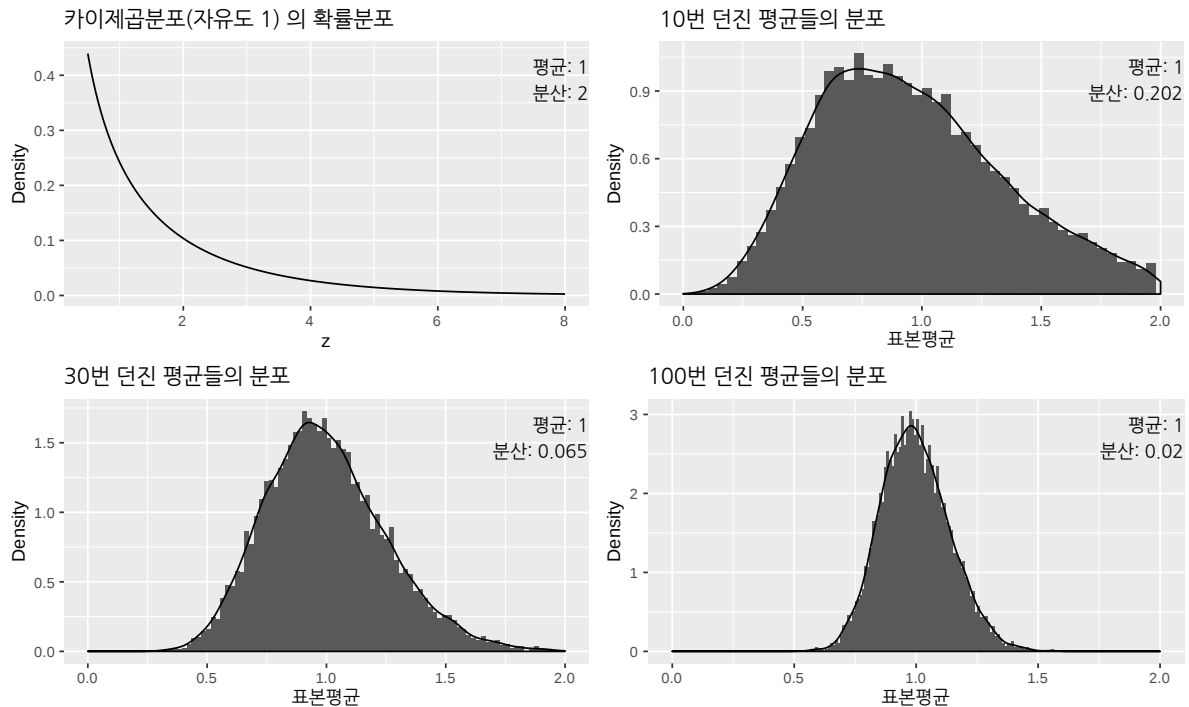 카이제곱분포(자유도 1) 의 확률분포
평균: 1
분산: 2
Density
0.4
0.3
0.2
0.1
0.0
2 4 6 8
z
10번 던진 평균들의 분포
평균: 1
분산: 0.202
Density
0.9
0.6
0.3
0.0
0.0 0.5 1.0 1.5 2.0
표본평균
30번 던진 평균들의 분포
평균: 1
분산: 0.065
Density
1.5
1.0
0.5
0.0
0.0 0.5 1.0 1.5 2.0
표본평균
100번 던진 평균들의 분포
평균: 1
분산: 0.02
Density
3
2
1
0
0.0 0.5 1.0 1.5 2.0
표본평균